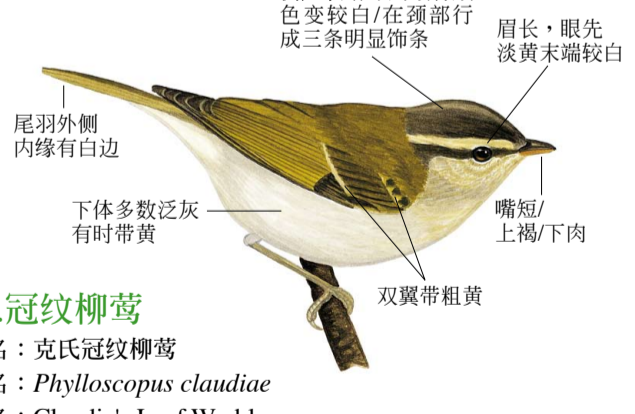 色变较白/在颈部行
成三条明显饰条
眉长，眼先
淡黄末端较白
尾羽外侧
内缘有白边
下体多数泛灰
有时带黄
嘴短/
上褐/下肉
双翼带粗黄
冠纹柳莺
名：克氏冠纹柳莺
名：Phylloscopus claudiae